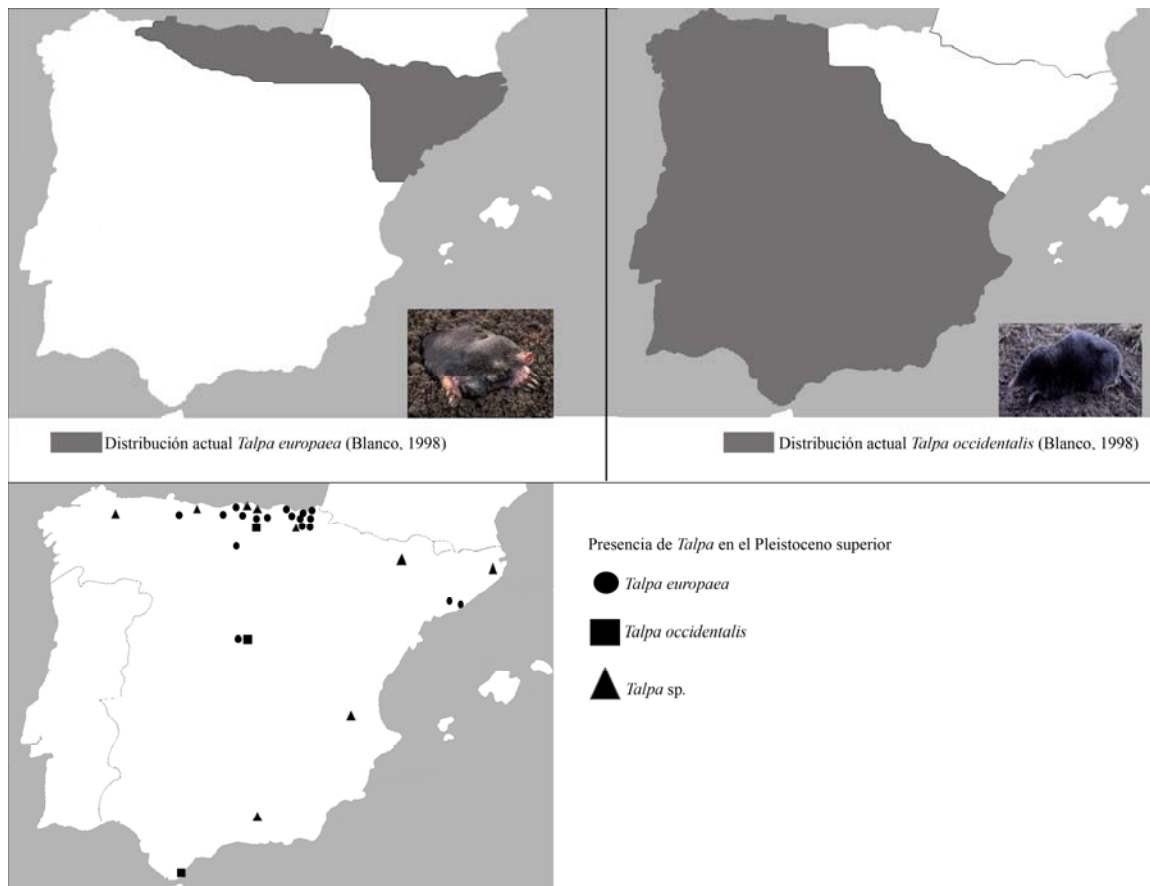 Distribución actual Talpa europaea (Blanco, 1998)
Distribución actual Talpa occidentalis (Blanco, 1998)
Presencia de Talpa en el Pleistoceno superior
Talpa europaea
Talpa occidentalis
Talpa sp.